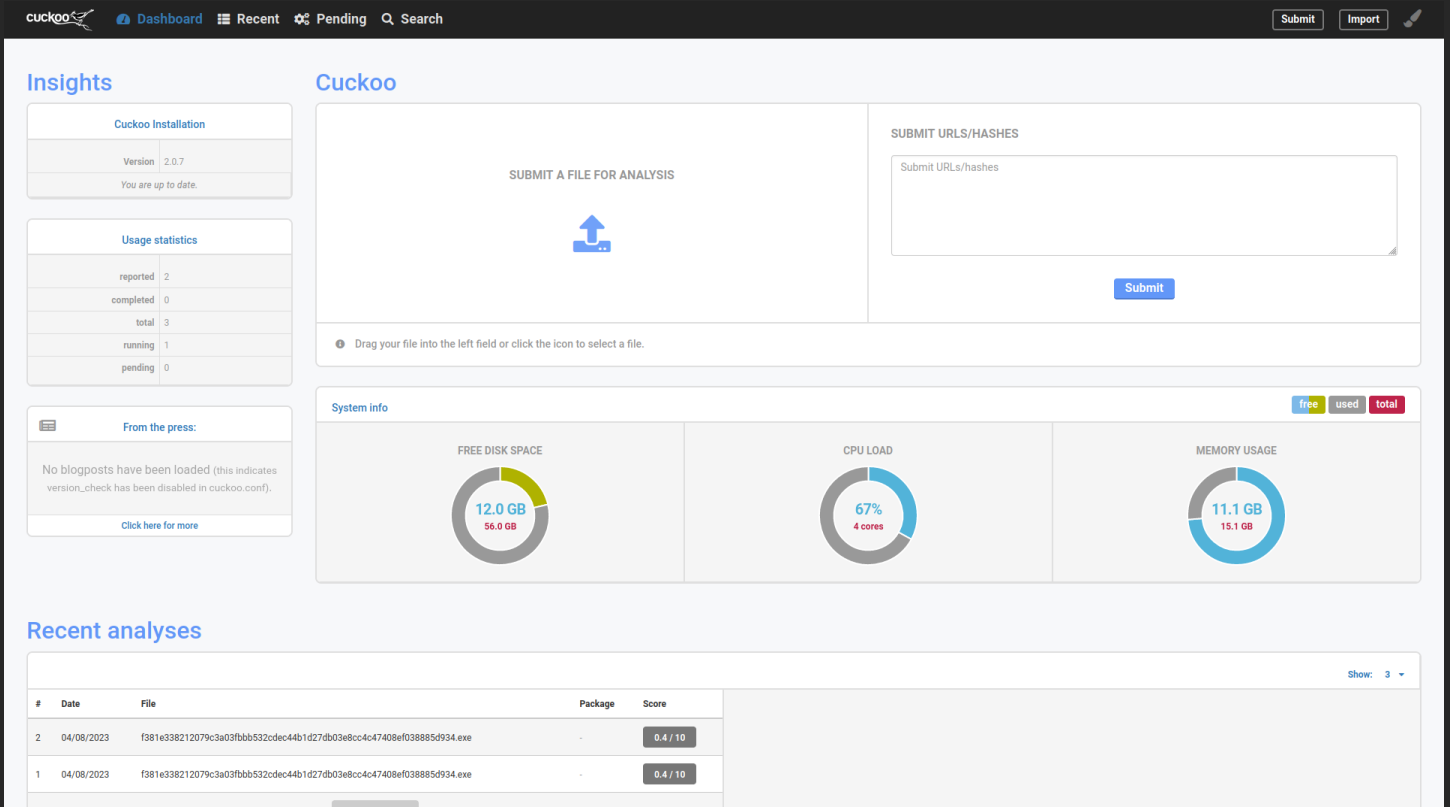 cuckoo Dashboard Recent Pending Search Submit Import
Insights
Cuckoo Installation
Version 2.0.7
You are up to date.
Usage statistics
reported 2
completed 0
total 3
running 1
pending 0
From the press:
No blogposts have been loaded (this indicates
version_check has been disabled in cuckoo.conf).
Click here for more
Cuckoo
SUBMIT A FILE FOR ANALYSIS
SUBMIT URLS/HASHES
Submit URLs/hashes
Submit
Drag your file into the left field or click the icon to select a file.
System info
free used total
FREE DISK SPACE
12.0 GB
56.0 GB
CPU LOAD
67%
4 cores
MEMORY USAGE
11.1 GB
15.1 GB
Recent analyses
Show: 3
# Date File Package Score
2 04/08/2023 f381e338212079c3a03fbbb532cdec44b1d27db03e8cc4c47408ef038885d934.exe - 0.4 / 10
1 04/08/2023 f381e338212079c3a03fbbb532cdec44b1d27db03e8cc4c47408ef038885d934.exe - 0.4 / 10